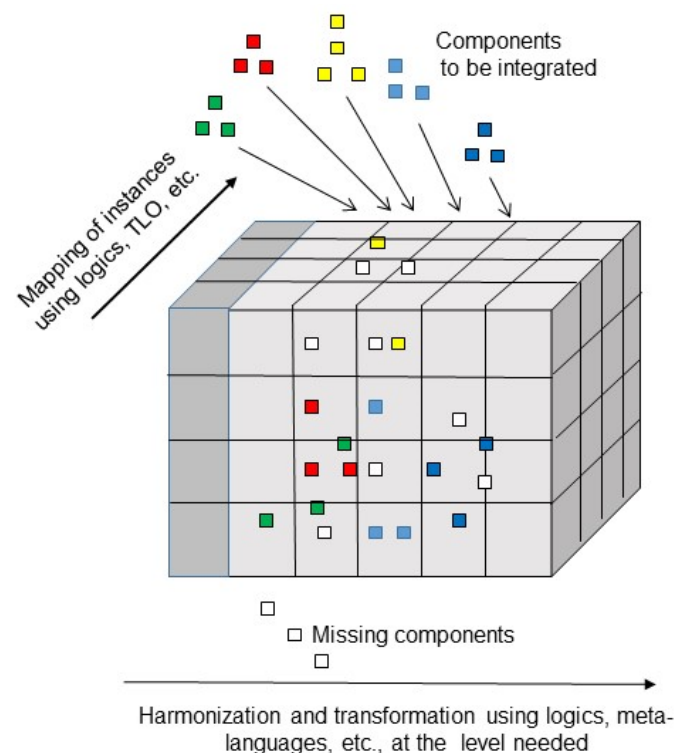 Components
to be integrated
Mapping of instances
using logics, TLO, etc.
Missing components
Harmonization and transformation using logics, meta-
languages, etc., at the level needed